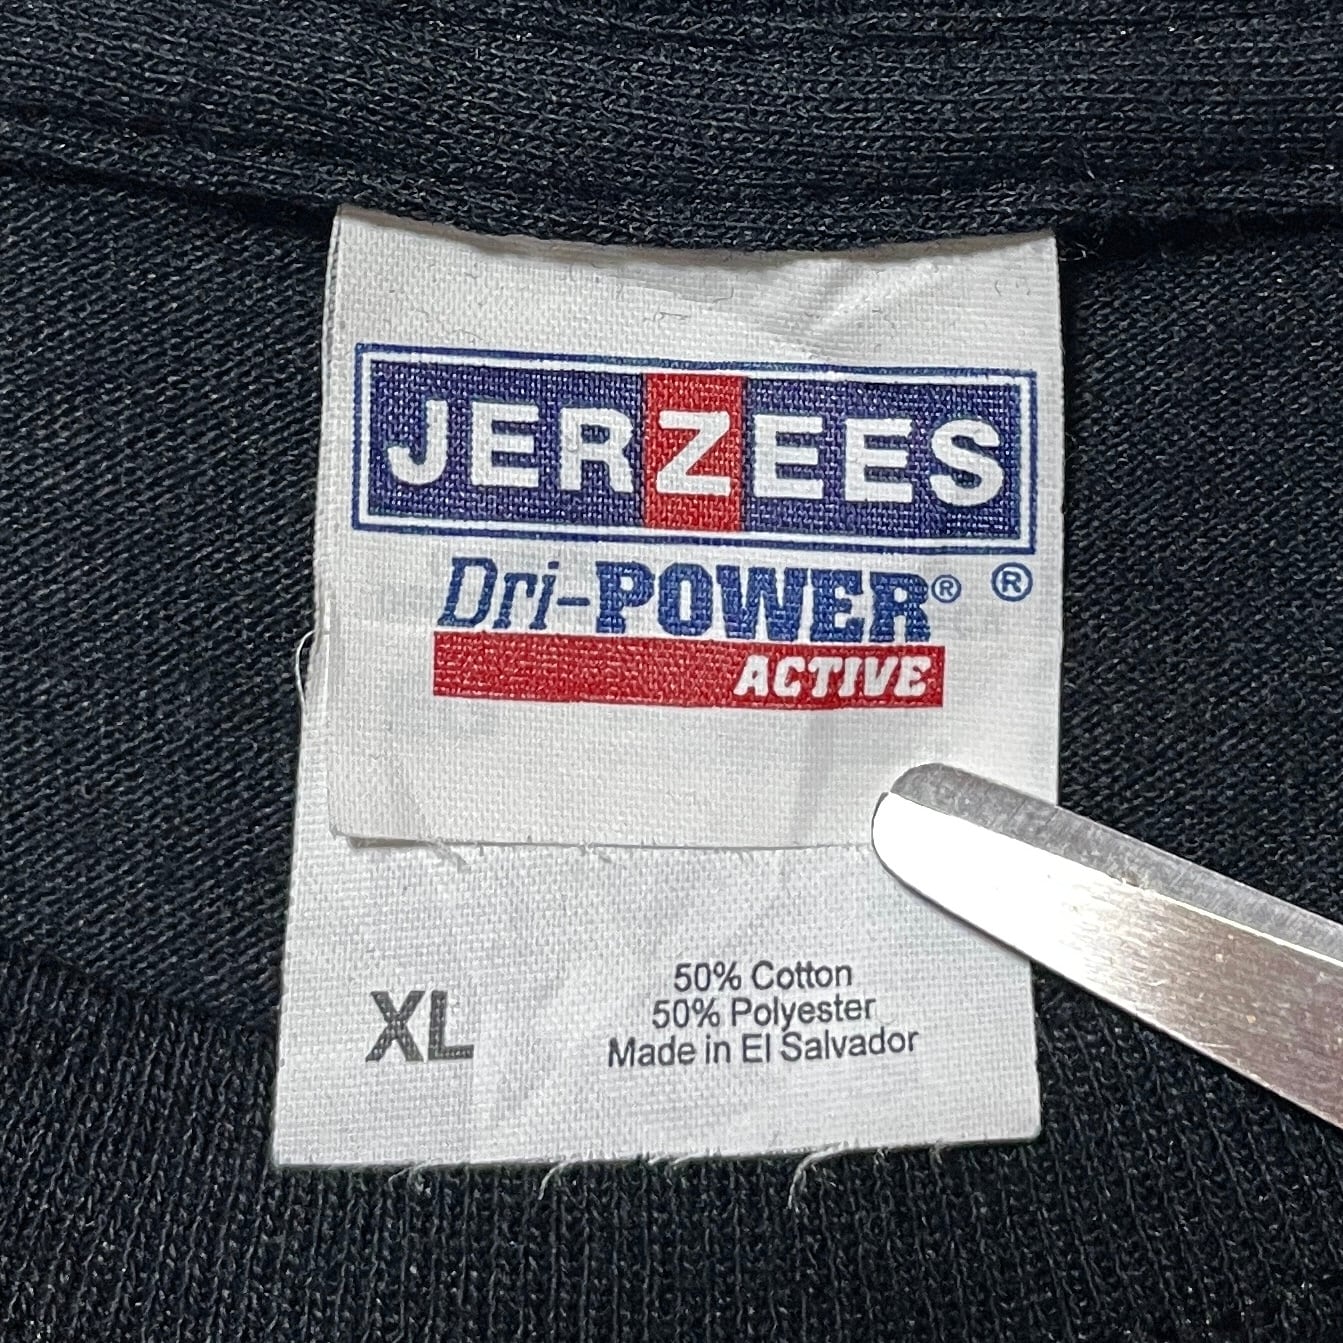 JERZEES
Dri-POWER® ®
ACTIVE
XL
50% Cotton
50% Polyester
Made in El Salvador